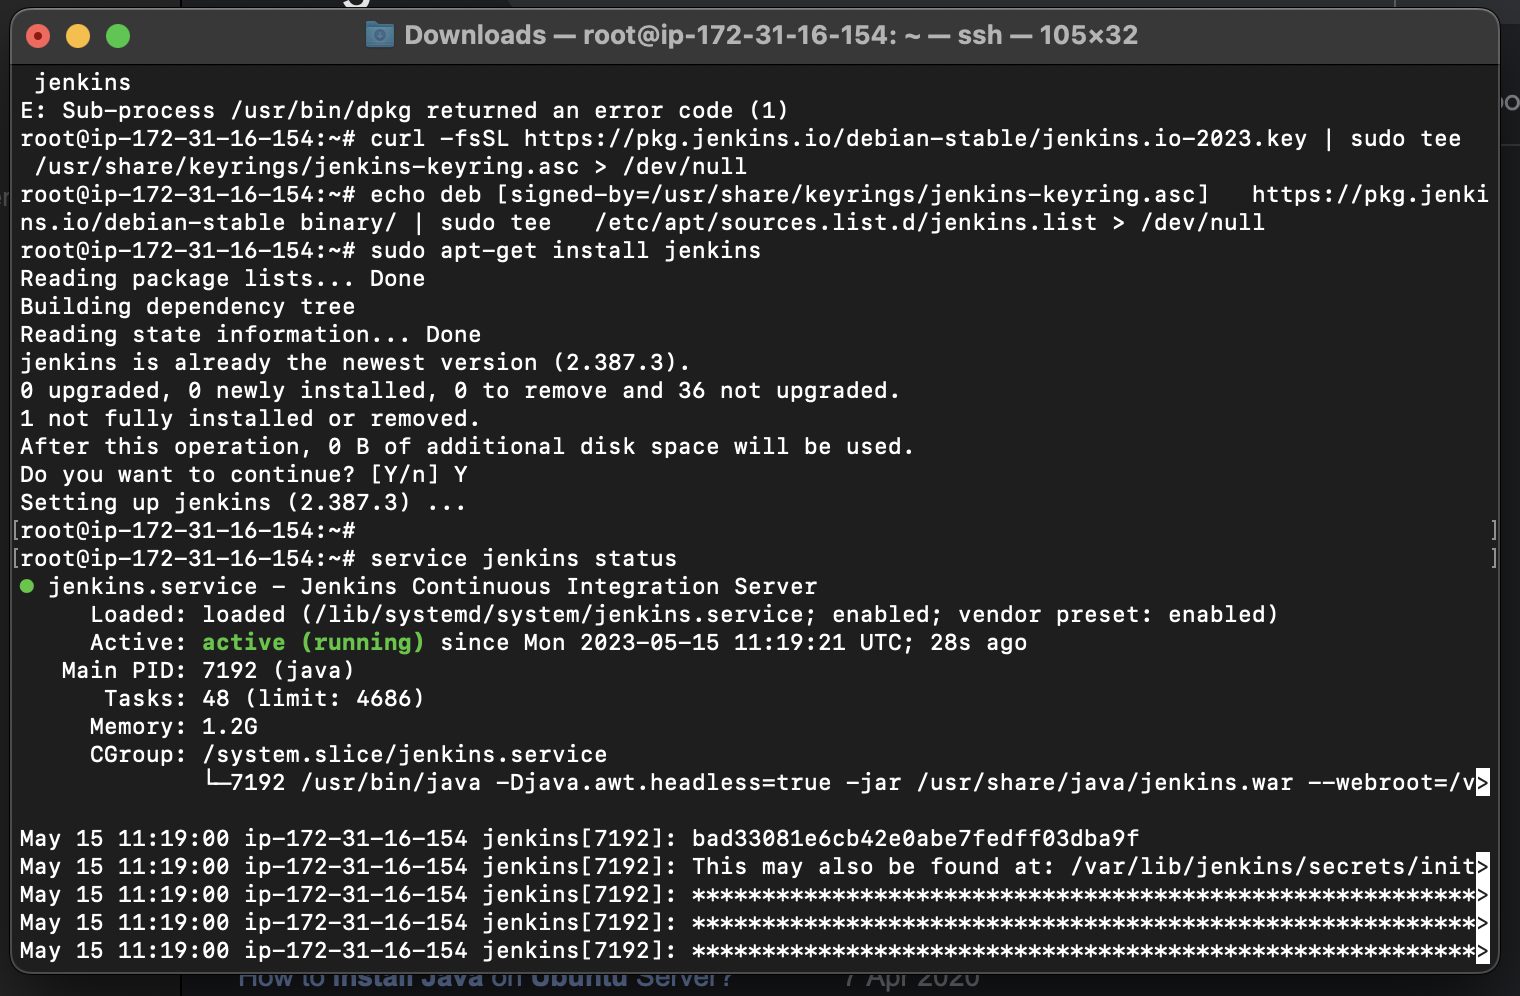 Downloads — root@ip-172-31-16-154: ~ — ssh — 105×32
jenkins
E: Sub-process /usr/bin/dpkg returned an error code (1)
root@ip-172-31-16-154:~# curl -fsSL https://pkg.jenkins.io/debian-stable/jenkins.io-2023.key | sudo tee
/usr/share/keyrings/jenkins-keyring.asc > /dev/null
root@ip-172-31-16-154:~# echo deb [signed-by=/usr/share/keyrings/jenkins-keyring.asc]   https://pkg.jenki
ns.io/debian-stable binary/ | sudo tee   /etc/apt/sources.list.d/jenkins.list > /dev/null
root@ip-172-31-16-154:~# sudo apt-get install jenkins
Reading package lists... Done
Building dependency tree
Reading state information... Done
jenkins is already the newest version (2.387.3).
0 upgraded, 0 newly installed, 0 to remove and 36 not upgraded.
1 not fully installed or removed.
After this operation, 0 B of additional disk space will be used.
Do you want to continue? [Y/n] Y
Setting up jenkins (2.387.3) ...
[root@ip-172-31-16-154:~# ]
[root@ip-172-31-16-154:~# service jenkins status ]
● jenkins.service - Jenkins Continuous Integration Server
Loaded: loaded (/lib/systemd/system/jenkins.service; enabled; vendor preset: enabled)
Active: active (running) since Mon 2023-05-15 11:19:21 UTC; 28s ago
Main PID: 7192 (java)
Tasks: 48 (limit: 4686)
Memory: 1.2G
CGroup: /system.slice/jenkins.service
└─7192 /usr/bin/java -Djava.awt.headless=true -jar /usr/share/java/jenkins.war --webroot=/v>
May 15 11:19:00 ip-172-31-16-154 jenkins[7192]: bad33081e6cb42e0abe7fedff03dba9f
May 15 11:19:00 ip-172-31-16-154 jenkins[7192]: This may also be found at: /var/lib/jenkins/secrets/init>
May 15 11:19:00 ip-172-31-16-154 jenkins[7192]: ********************************************************>
May 15 11:19:00 ip-172-31-16-154 jenkins[7192]: ********************************************************>
May 15 11:19:00 ip-172-31-16-154 jenkins[7192]: ********************************************************>
How to Install Java on Ubuntu Server? 7 Apr 2020